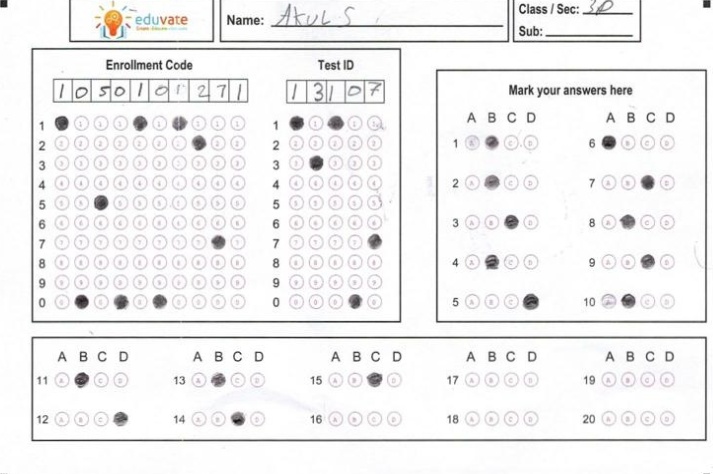 eduvate
Name: AKUL S
Class / Sec: 3D
Sub:
Enrollment Code
1 0 5 0 1 0 1 2 7 1
Test ID
1 3 1 0 7
Mark your answers here
A B C D
A B C D
1 A B C D
6 A B C D
2 A B C D
7 A B C D
3 A B C D
8 A B C D
4 A B C D
9 A B C D
5 A B C D
10 A B C D
1
2
3
4
5
6
7
8
9
0
1
2
3
4
5
6
7
8
9
0
A B C D
A B C D
A B C D
A B C D
A B C D
11 A B C D
13 A B C D
15 A B C D
17 A B C D
19 A B C D
12 A B C D
14 A B C D
16 A B C D
18 A B C D
20 A B C D